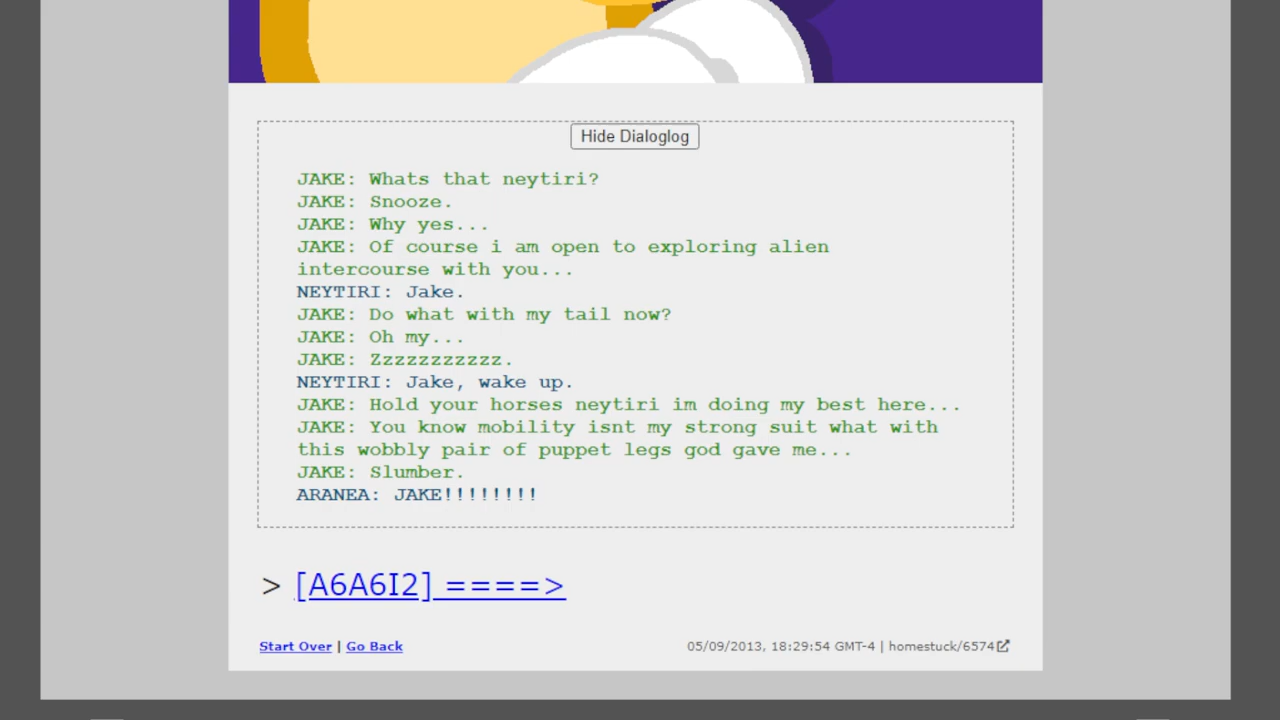 Hide Dialoglog
JAKE: Whats that neytiri?
JAKE: Snooze.
JAKE: Why yes...
JAKE: Of course i am open to exploring alien
intercourse with you...
NEYTIRI: Jake.
JAKE: Do what with my tail now?
JAKE: Oh my...
JAKE: Zzzzzzzzzzz.
NEYTIRI: Jake, wake up.
JAKE: Hold your horses neytiri im doing my best here...
JAKE: You know mobility isnt my strong suit what with
this wobbly pair of puppet legs god gave me...
JAKE: Slumber.
ARANEA: JAKE!!!!!!!!
> [A6A6I2] ====>
Start Over | Go Back 05/09/2013, 18:29:54 GMT-4 | homestuck/6574